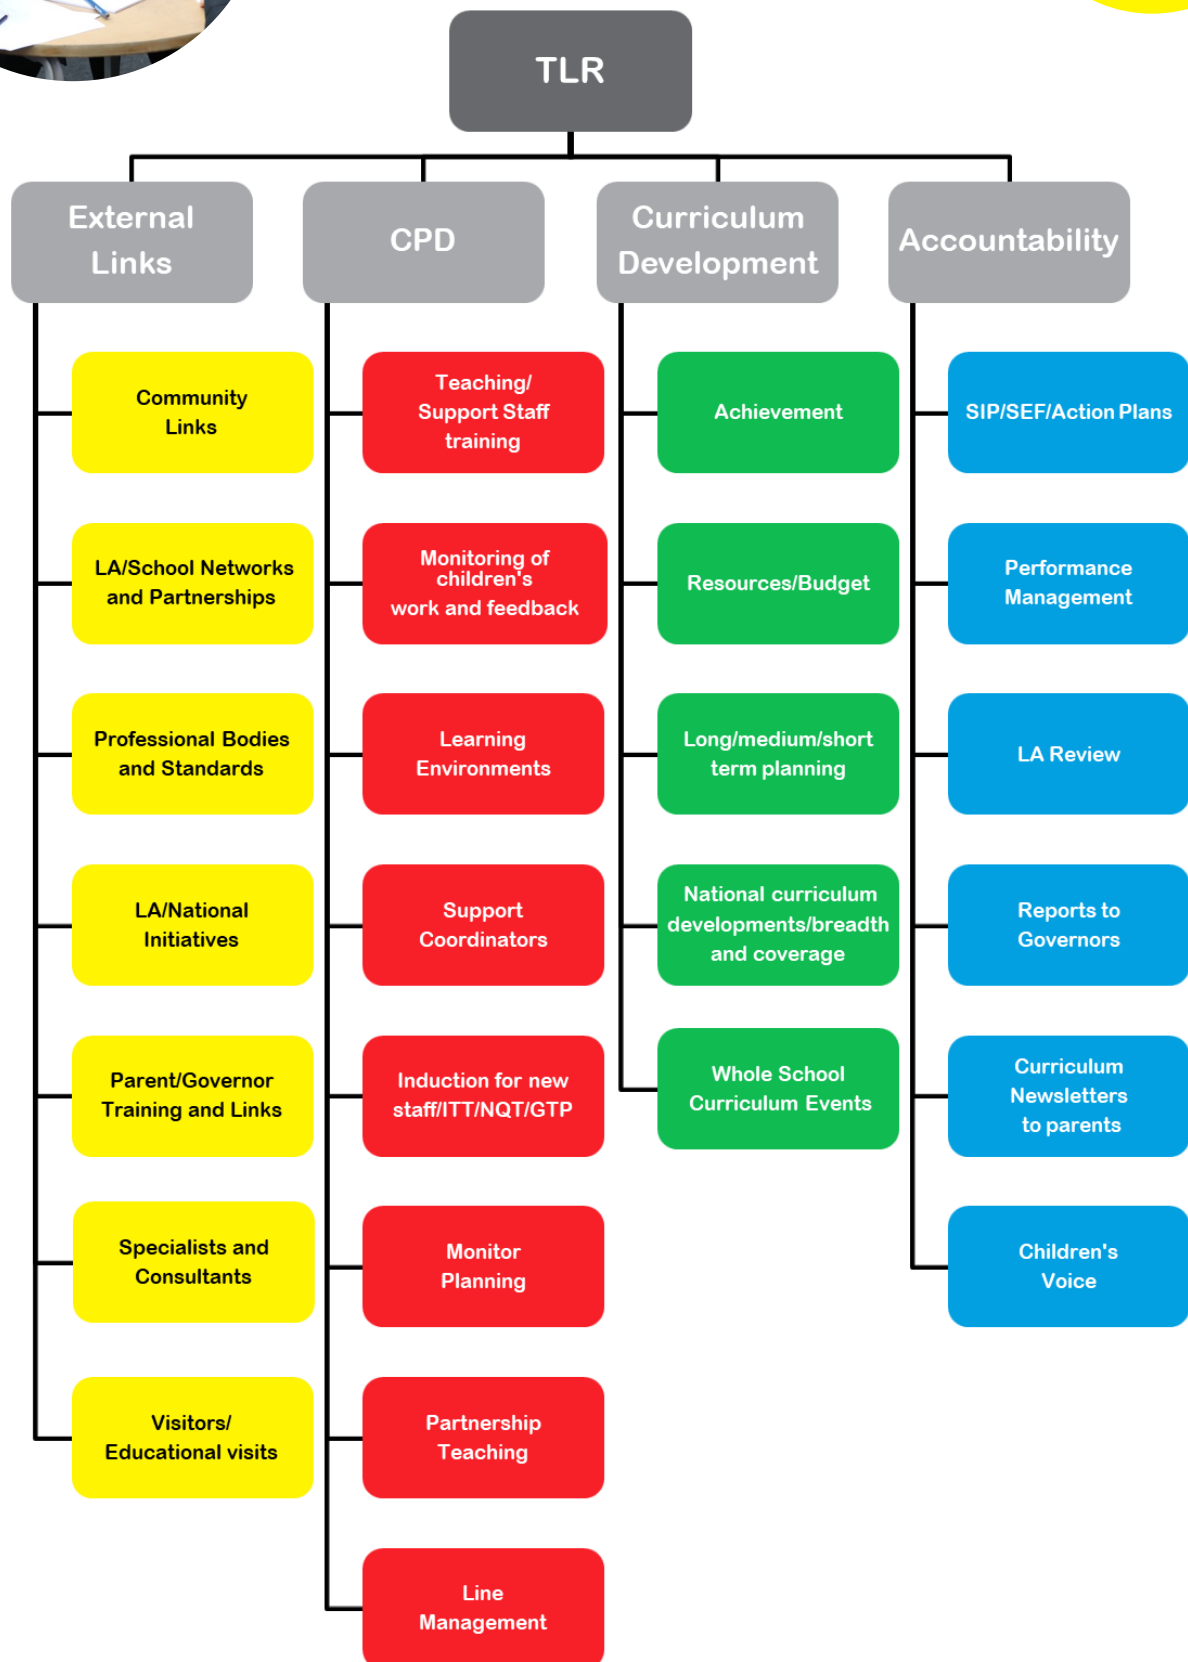 TLR
External
Links
CPD
Curriculum
Development
Accountability
Community
Links
LA/School Networks
and Partnerships
Professional Bodies
and Standards
LA/National
Initiatives
Parent/Governor
Training and Links
Specialists and
Consultants
Visitors/
Educational visits
Teaching/
Support Staff
training
Monitoring of
children's
work and feedback
Learning
Environments
Support
Coordinators
Induction for new
staff/ITT/NQT/GTP
Monitor
Planning
Partnership
Teaching
Line
Management
Achievement
Resources/Budget
Long/medium/short
term planning
National curriculum
developments/breadth
and coverage
Whole School
Curriculum Events
SIP/SEF/Action Plans
Performance
Management
LA Review
Reports to
Governors
Curriculum
Newsletters
to parents
Children's
Voice